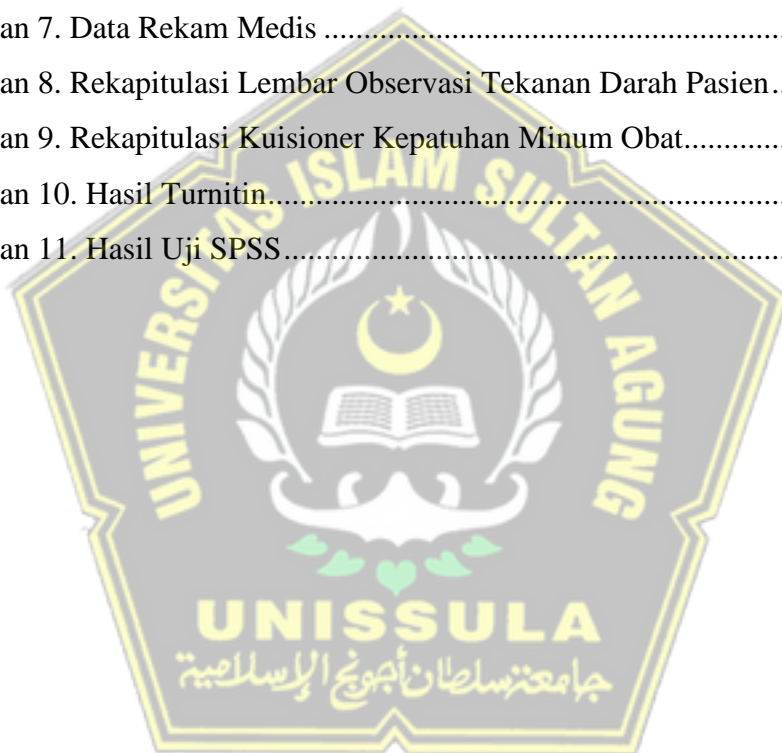 an 7. Data Rekam Medis ....................................................
an 8. Rekapitulasi Lembar Observasi Tekanan Darah Pasien...
an 9. Rekapitulasi Kuisioner Kepatuhan Minum Obat.............
an 10. Hasil Turnitin.........................................................
an 11. Hasil Uji SPSS.......................................................
UNIVERSITAS ISLAM SULTAN AGUNG
UNISSULA
جامعة سلطان أجونج الإسلامية